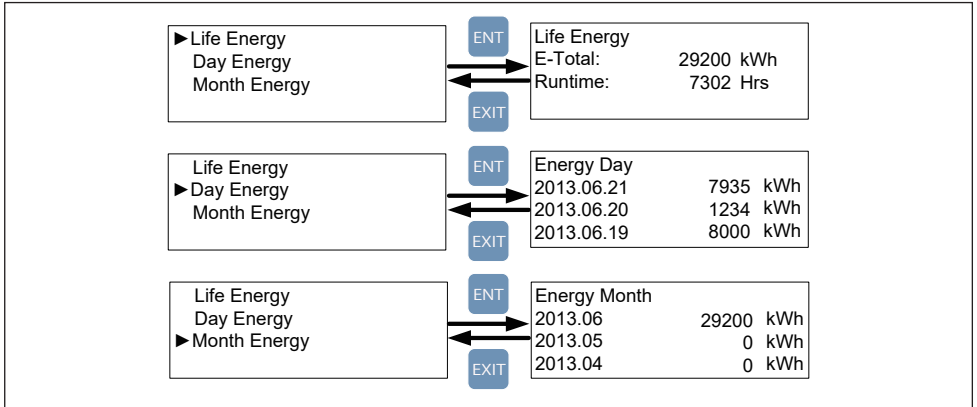 ►Life Energy
Day Energy
Month Energy
ENT
EXIT
Life Energy
E-Total: 29200 kWh
Runtime: 7302 Hrs
Life Energy
►Day Energy
Month Energy
ENT
EXIT
Energy Day
2013.06.21 7935 kWh
2013.06.20 1234 kWh
2013.06.19 8000 kWh
Life Energy
Day Energy
►Month Energy
ENT
EXIT
Energy Month
2013.06 29200 kWh
2013.05 0 kWh
2013.04 0 kWh